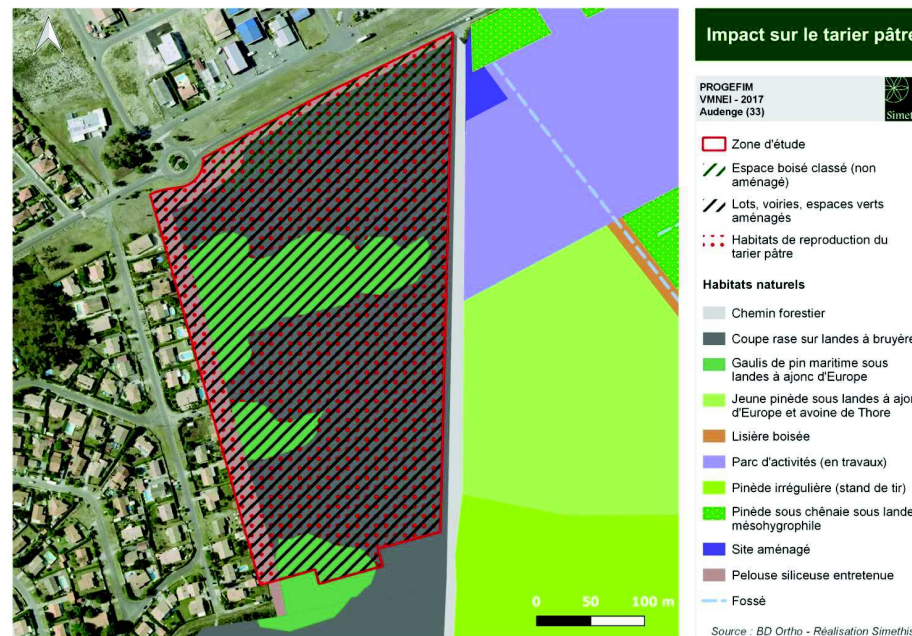 Impact sur le tarier pâtre
PROGEFIM
VMNEI - 2017
Audenge (33)
Simeth
Zone d'étude
Espace boisé classé (non
aménagé)
Lots, voiries, espaces verts
aménagés
Habitats de reproduction du
tarier pâtre
Habitats naturels
Chemin forestier
Coupe rase sur landes à bruyère
Gaulis de pin maritime sous
landes à ajonc d'Europe
Jeune pinède sous landes à ajon
d'Europe et avoine de Thore
Lisière boisée
Parc d'activités (en travaux)
Pinède irrégulière (stand de tir)
Pinède sous chênaie sous lande
mésohygrophile
Site aménagé
Pelouse siliceuse entretenue
Fossé
0 50 100 m
Source : BD Ortho - Réalisation Simethis